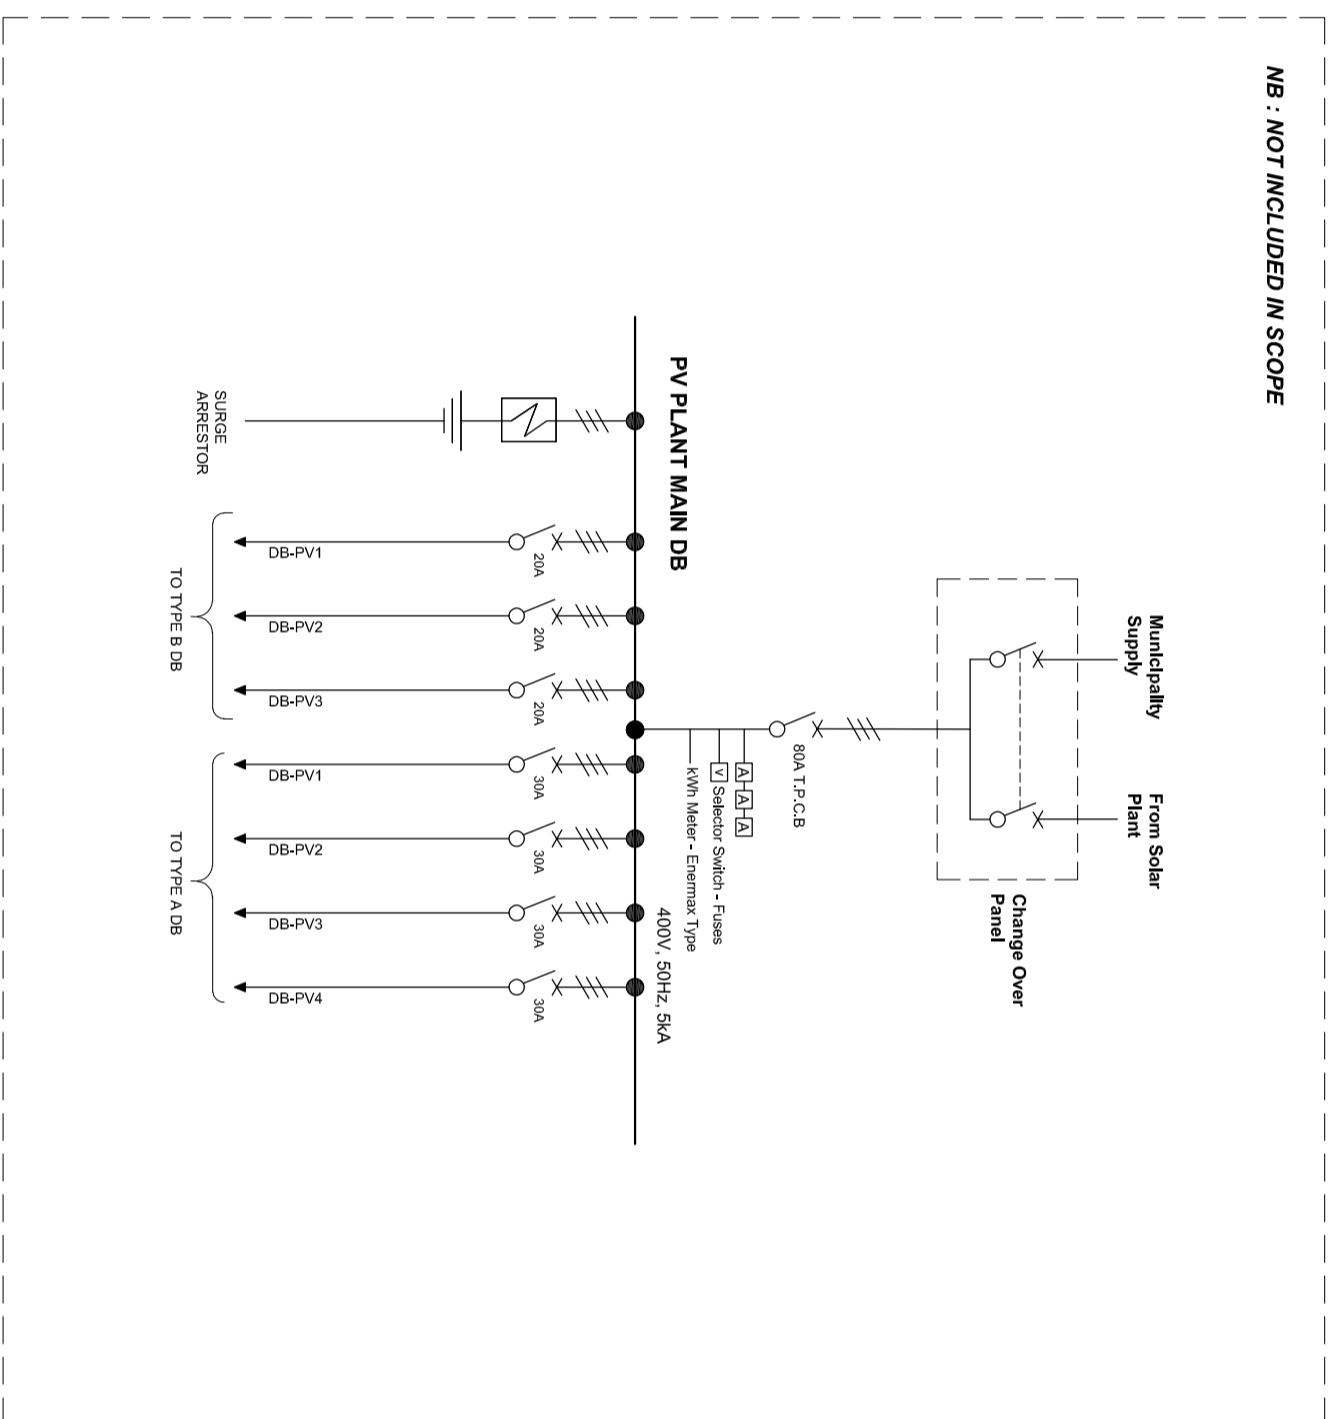 NB : NOT INCLUDED IN SCOPE
Municipality
Supply
From Solar
Plant
Change Over
Panel
80A T.P.C.B
A A A
V Selector Switch - Fuses
kWh Meter - Enermax Type
PV PLANT MAIN DB
400V, 50Hz, 5kA
20A
20A
20A
30A
30A
30A
30A
DB-PV1
DB-PV2
DB-PV3
DB-PV1
DB-PV2
DB-PV3
DB-PV4
SURGE
ARRESTOR
TO TYPE B DB
TO TYPE A DB